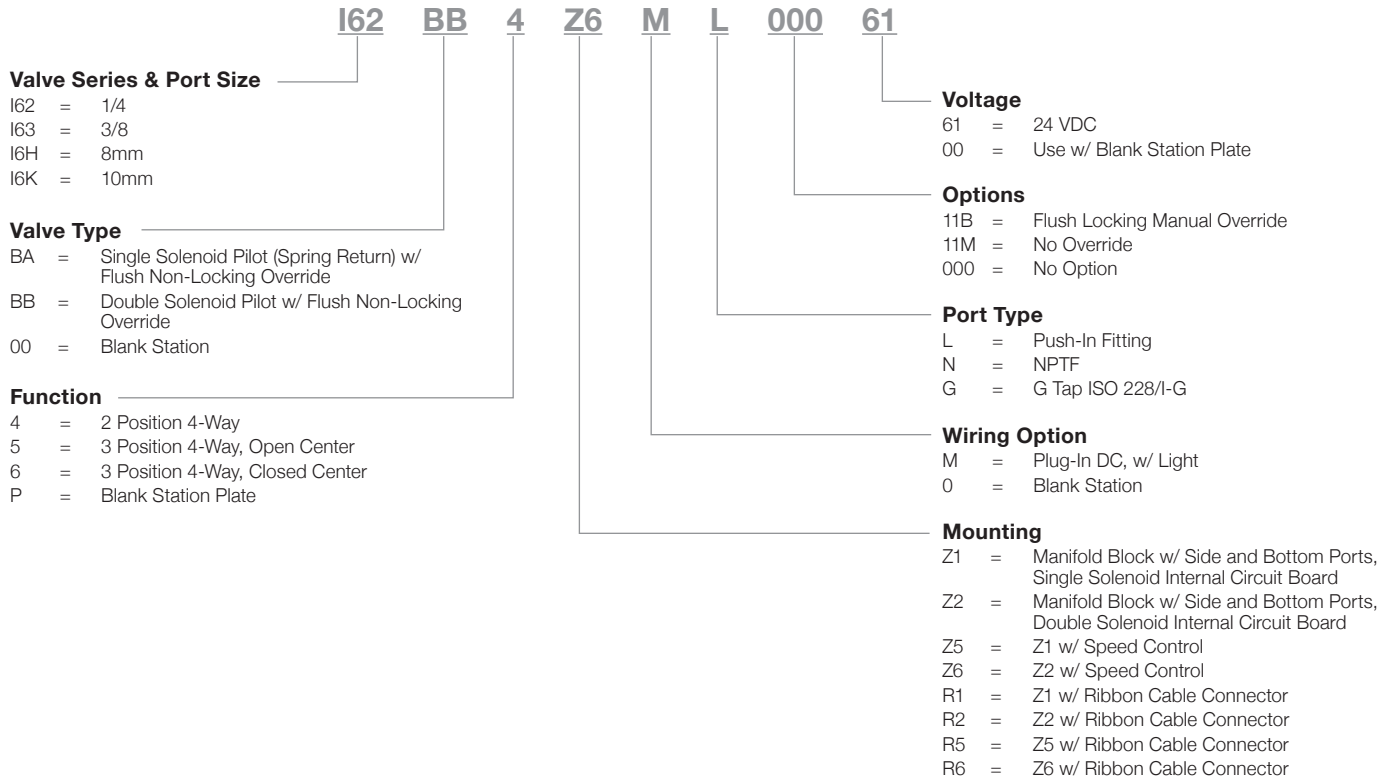 I62 BB 4 Z6 M L 000 61
Valve Series & Port Size
I62 = 1/4
I63 = 3/8
I6H = 8mm
I6K = 10mm
Valve Type
BA = Single Solenoid Pilot (Spring Return) w/
Flush Non-Locking Override
BB = Double Solenoid Pilot w/ Flush Non-Locking
Override
00 = Blank Station
Function
4 = 2 Position 4-Way
5 = 3 Position 4-Way, Open Center
6 = 3 Position 4-Way, Closed Center
P = Blank Station Plate
Voltage
61 = 24 VDC
00 = Use w/ Blank Station Plate
Options
11B = Flush Locking Manual Override
11M = No Override
000 = No Option
Port Type
L = Push-In Fitting
N = NPTF
G = G Tap ISO 228/I-G
Wiring Option
M = Plug-In DC, w/ Light
0 = Blank Station
Mounting
Z1 = Manifold Block w/ Side and Bottom Ports,
Single Solenoid Internal Circuit Board
Z2 = Manifold Block w/ Side and Bottom Ports,
Double Solenoid Internal Circuit Board
Z5 = Z1 w/ Speed Control
Z6 = Z2 w/ Speed Control
R1 = Z1 w/ Ribbon Cable Connector
R2 = Z2 w/ Ribbon Cable Connector
R5 = Z5 w/ Ribbon Cable Connector
R6 = Z6 w/ Ribbon Cable Connector